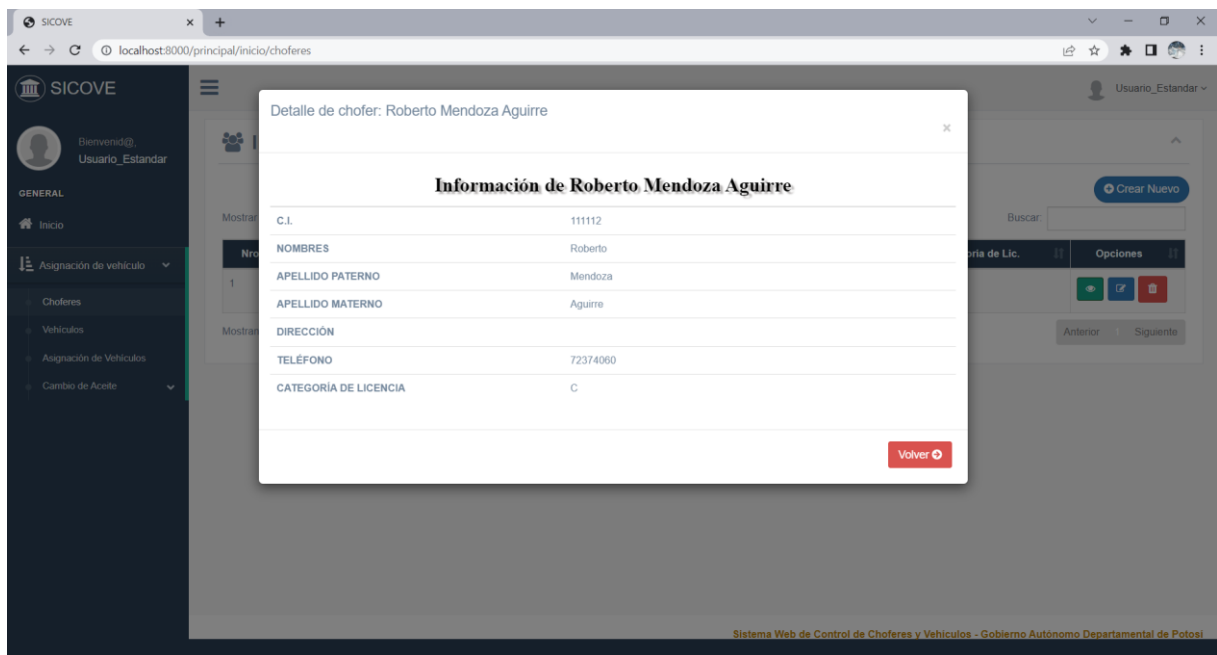 SICOVE
localhost:8000/principal/inicio/choferes
SICOVE
Usuario_Estandar
Bienvenid@,
Usuario_Estandar
GENERAL
Inicio
Asignación de vehículo
Choferes
Vehículos
Asignación de Vehículos
Cambio de Aceite
Detalle de chofer: Roberto Mendoza Aguirre
×
Información de Roberto Mendoza Aguirre
C.I. 111112
NOMBRES Roberto
APELLIDO PATERNO Mendoza
APELLIDO MATERNO Aguirre
DIRECCIÓN
TELÉFONO 72374060
CATEGORÍA DE LICENCIA C
Volver
Crear Nuevo
Mostrar
Buscar:
Nro
de Lic.
Opciones
1
Anterior 1 Siguiente
Sistema Web de Control de Choferes y Vehículos - Gobierno Autónomo Departamental de Potosí